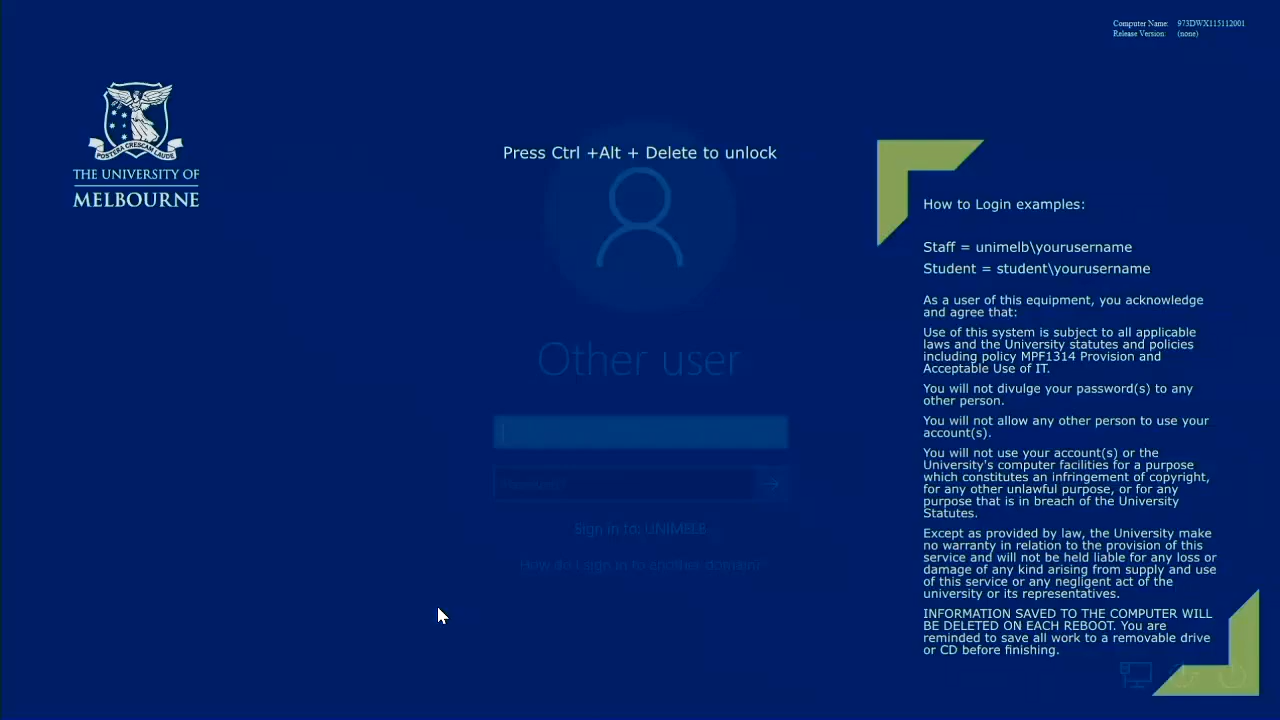 Computer Name: 973DWX115112001
Release Version: (none)
POSTERA CRESCAM LAUDE
THE UNIVERSITY OF
MELBOURNE
Press Ctrl +Alt + Delete to unlock
Other user
Password
Sign in to: UNIMELB
How do I sign in to another domain?
How to Login examples:
Staff = unimelb\yourusername
Student = student\yourusername
As a user of this equipment, you acknowledge
and agree that:
Use of this system is subject to all applicable
laws and the University statutes and policies
including policy MPF1314 Provision and
Acceptable Use of IT.
You will not divulge your password(s) to any
other person.
You will not allow any other person to use your
account(s).
You will not use your account(s) or the
University's computer facilities for a purpose
which constitutes an infringement of copyright,
for any other unlawful purpose, or for any
purpose that is in breach of the University
Statutes.
Except as provided by law, the University make
no warranty in relation to the provision of this
service and will not be held liable for any loss or
damage of any kind arising from supply and use
of this service or any negligent act of the
university or its representatives.
INFORMATION SAVED TO THE COMPUTER WILL
BE DELETED ON EACH REBOOT. You are
reminded to save all work to a removable drive
or CD before finishing.